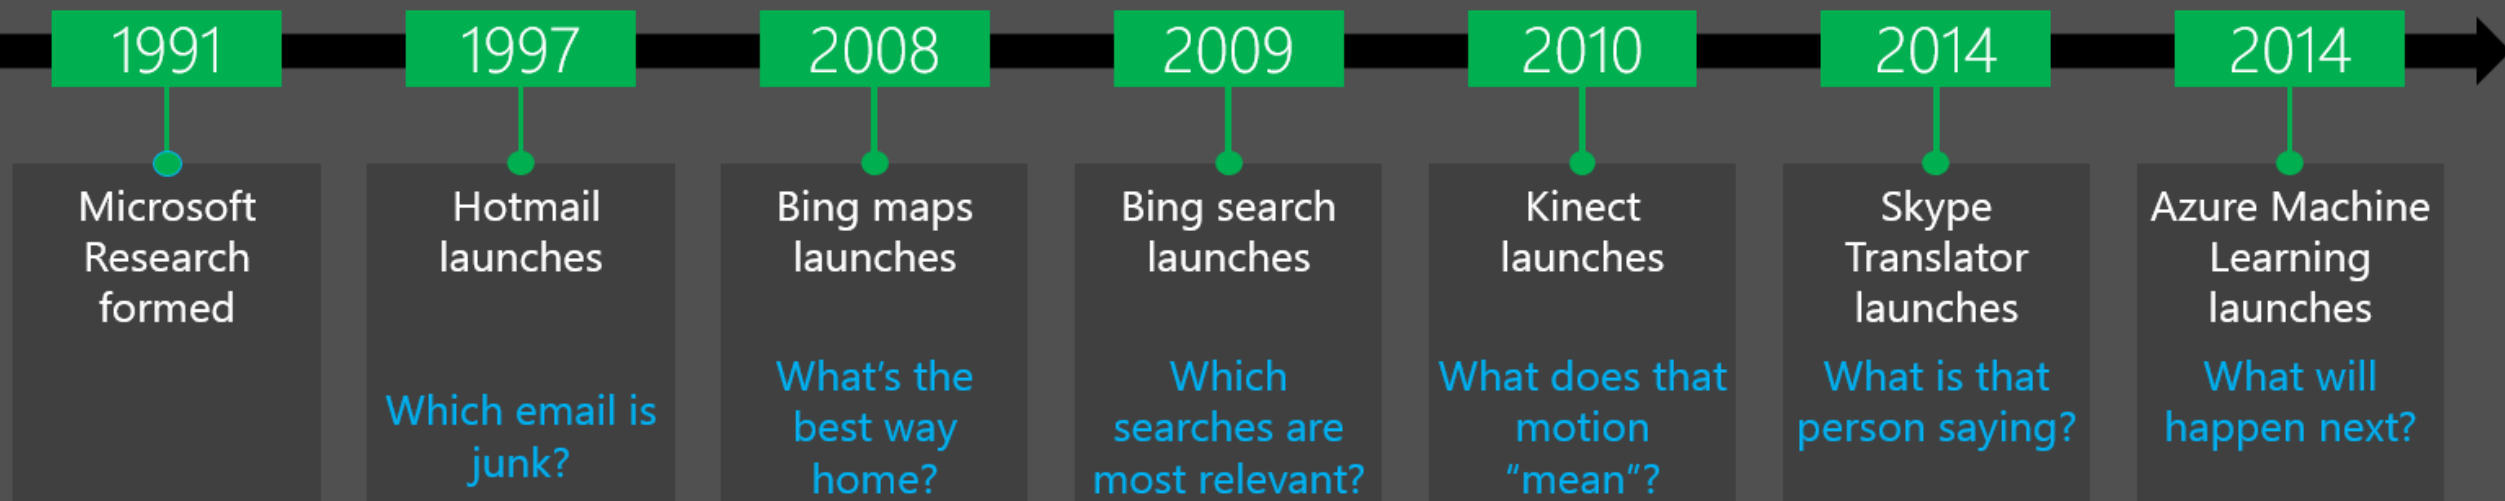 1991
Microsoft
Research
formed
1997
Hotmail
launches
Which email is
junk?
2008
Bing maps
launches
What's the
best way
home?
2009
Bing search
launches
Which
searches are
most relevant?
2010
Kinect
launches
What does that
motion
“mean”?
2014
Skype
Translator
launches
What is that
person saying?
2014
Azure Machine
Learning
launches
What will
happen next?